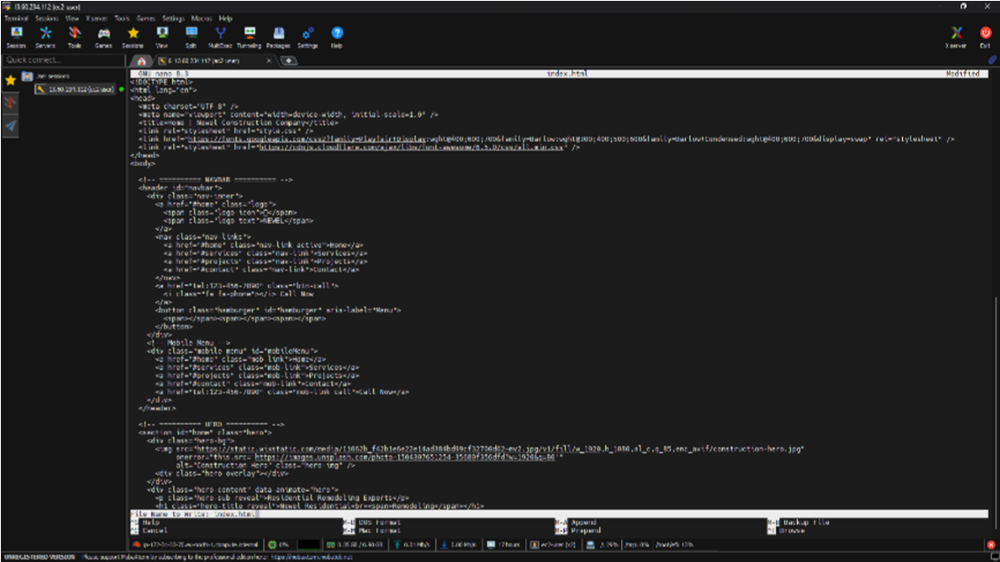 13.60.234.112 (ec2-user)
Terminal Sessions View X server Tools Games Settings Macros Help
Session Servers Tools Games Sessions View Split MultiExec Tunneling Packages Settings Help X server Exit
Quick connect... 6. 13.60.234.112 (ec2-user)
User sessions
13.60.234.112 (ec2-user)
GNU nano 8.3 index.html Modified
<!DOCTYPE html>
<html lang="en">
<head>
<meta charset="UTF-8" />
<meta name="viewport" content="width=device-width, initial-scale=1.0" />
<title>Home | Newel Construction Company</title>
<link rel="stylesheet" href="style.css" />
<link href="https://fonts.googleapis.com/css2?family=Playfair+Display:wght@400;600;700&family=Barlow:wght@300;400;500;600&family=Barlow+Condensed:wght@400;600;700&display=swap" rel="stylesheet" />
<link rel="stylesheet" href="https://cdnjs.cloudflare.com/ajax/libs/font-awesome/6.5.0/css/all.min.css" />
</head>
<body>
<!-- ========== NAVBAR ========== -->
<header id="navbar">
<div class="nav-inner">
<a href="#home" class="logo">
<span class="logo-icon"></span>
<span class="logo-text">NEWEL</span>
</a>
<nav class="nav-links">
<a href="#home" class="nav-link active">Home</a>
<a href="#services" class="nav-link">Services</a>
<a href="#projects" class="nav-link">Projects</a>
<a href="#contact" class="nav-link">Contact</a>
</nav>
<a href="tel:123-456-7890" class="btn-call">
<i class="fa fa-phone"></i> Call Now
</a>
<button class="hamburger" id="hamburger" aria-label="Menu">
<span></span><span></span><span></span>
</button>
</div>
<!-- Mobile Menu -->
<div class="mobile-menu" id="mobileMenu">
<a href="#home" class="mob-link">Home</a>
<a href="#services" class="mob-link">Services</a>
<a href="#projects" class="mob-link">Projects</a>
<a href="#contact" class="mob-link">Contact</a>
<a href="tel:123-456-7890" class="mob-link call">Call Now</a>
</div>
</header>
<!-- ========== HERO ========== -->
<section id="home" class="hero">
<div class="hero-bg">
<img src="https://static.wixstatic.com/media/
onerror="this.src='https://images.unsplash.com/
alt="Construction Hero" class="hero-img" />
<div class="hero-overlay"></div>
</div>
<div class="hero-content" data-animate="hero">
<p class="hero-sub reveal">Residential Remodeling Experts</p>
<h1 class="hero-title reveal">Newel Residential<br><span>Remodeling</span></h1>
File Name to Write: index.html
^G Help M-D DOS Format M-A Append M-B Backup File
^C Cancel M-M Mac Format M-P Prepend ^T Browse
0% 0.01 Mb/s 0.00 Mb/s 17 hours ec2-user (x2) /: 29%
UNREGISTERED VERSION - Please support MobaXterm by subscribing to the professional edition here: https://mobaxterm.mobatek.net